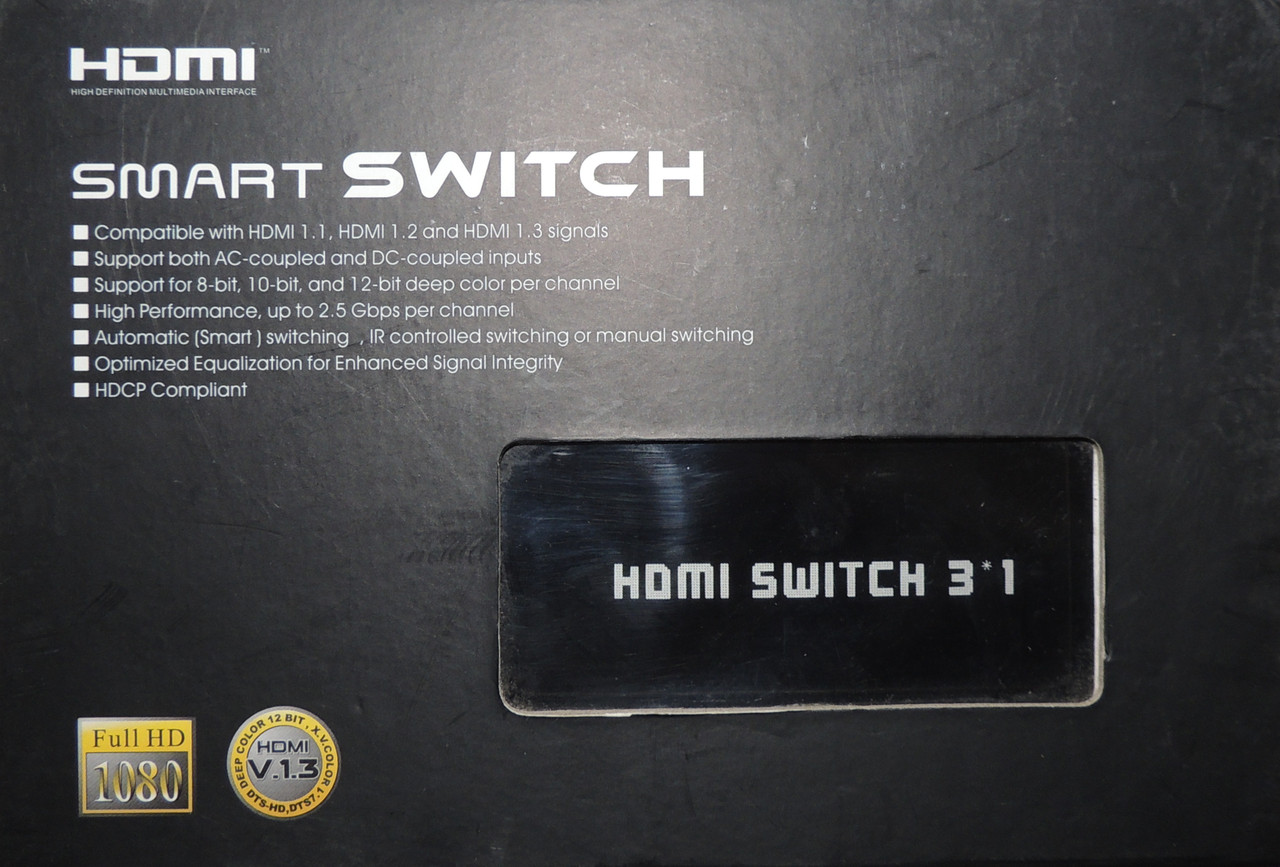 HDMI™
HIGH DEFINITION MULTIMEDIA INTERFACE
SMART SWITCH
Compatible with HDMI 1.1, HDMI 1.2 and HDMI 1.3 signals
Support both AC-coupled and DC-coupled inputs
Support for 8-bit, 10-bit, and 12-bit deep color per channel
High Performance, up to 2.5 Gbps per channel
Automatic (Smart ) switching , IR controlled switching or manual switching
Optimized Equalization for Enhanced Signal Integrity
HDCP Compliant
HDMI SWITCH 3*1
Full HD
1080
DEEP COLOR 12 BIT , X.V.COLOR
HDMI
V.1.3
DTS-HD,DTS7.1